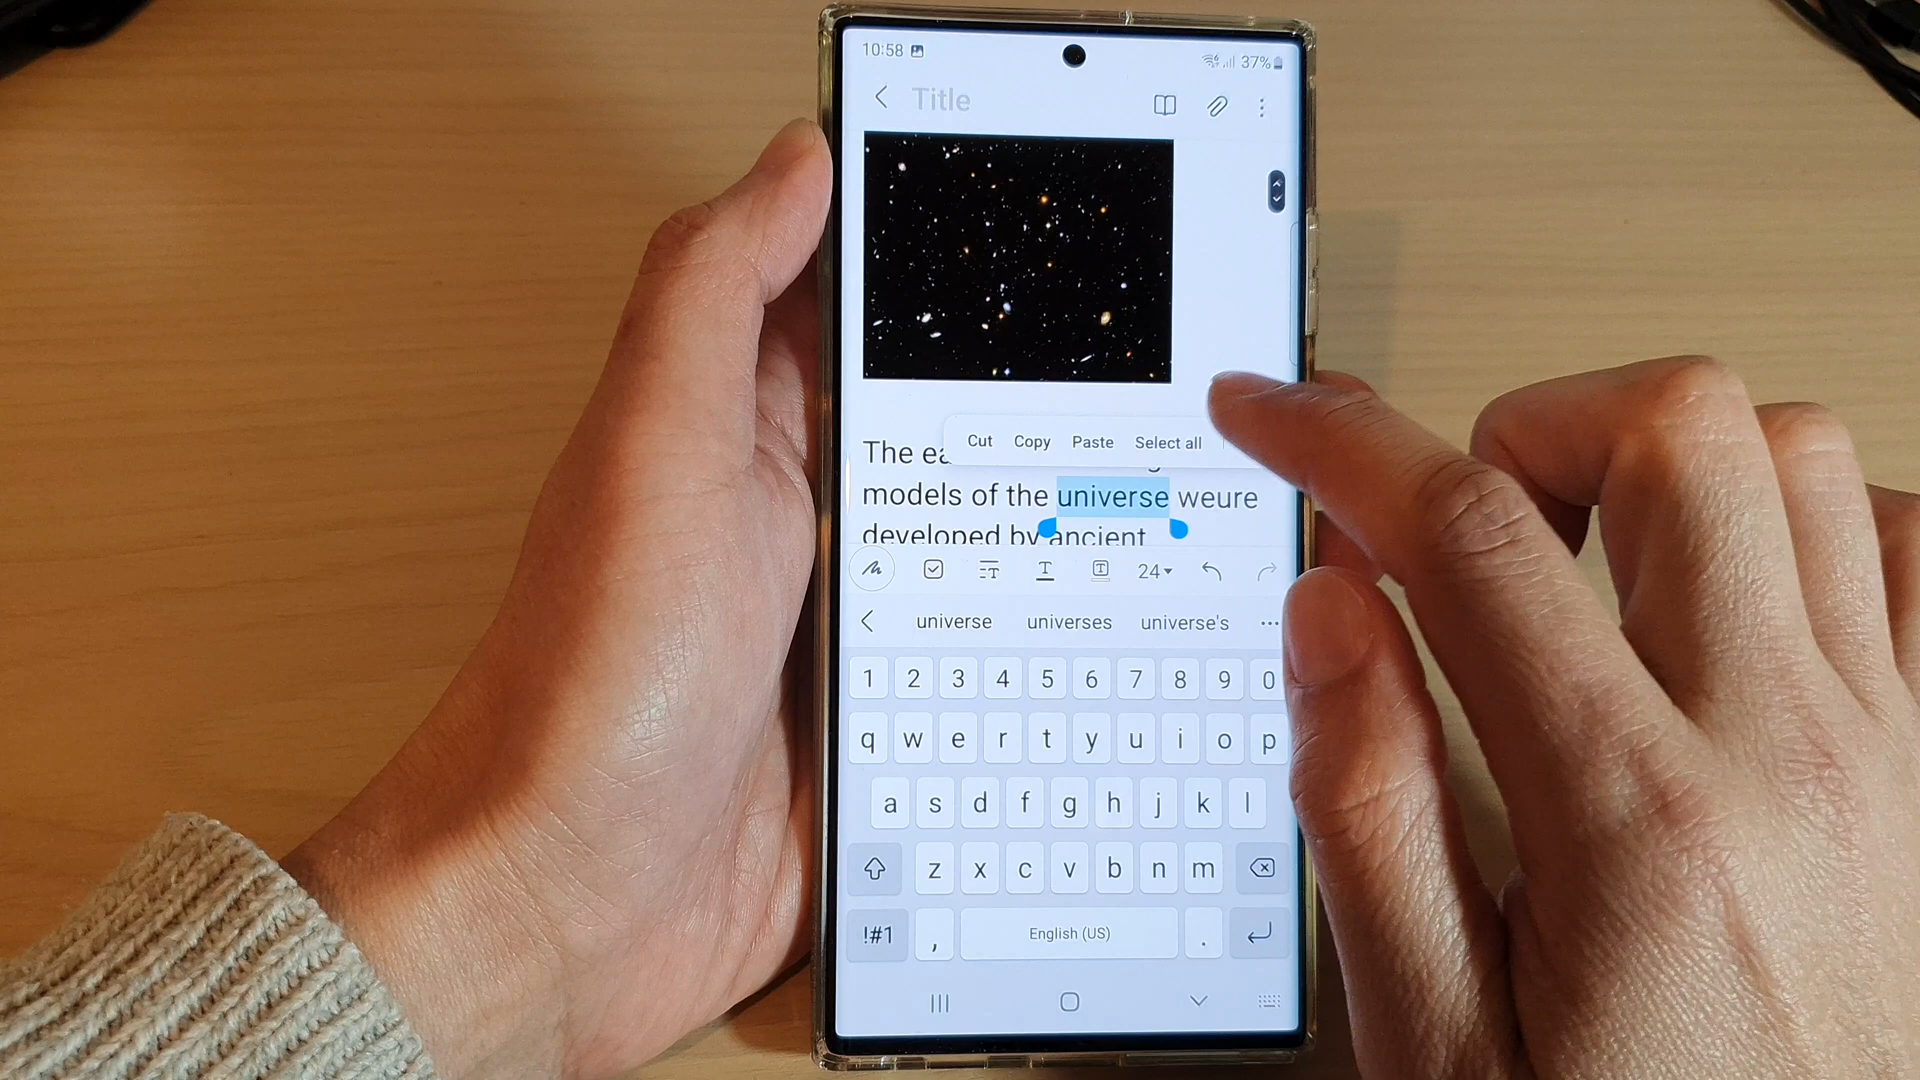 10:58
37%
Title
Cut Copy Paste Select all
The ea
models of the universe weure
developed by ancient
24
universe universes universe's
1 2 3 4 5 6 7 8 9 0
q w e r t y u i o p
a s d f g h j k l
z x c v b n m
!#1 , English (US) .